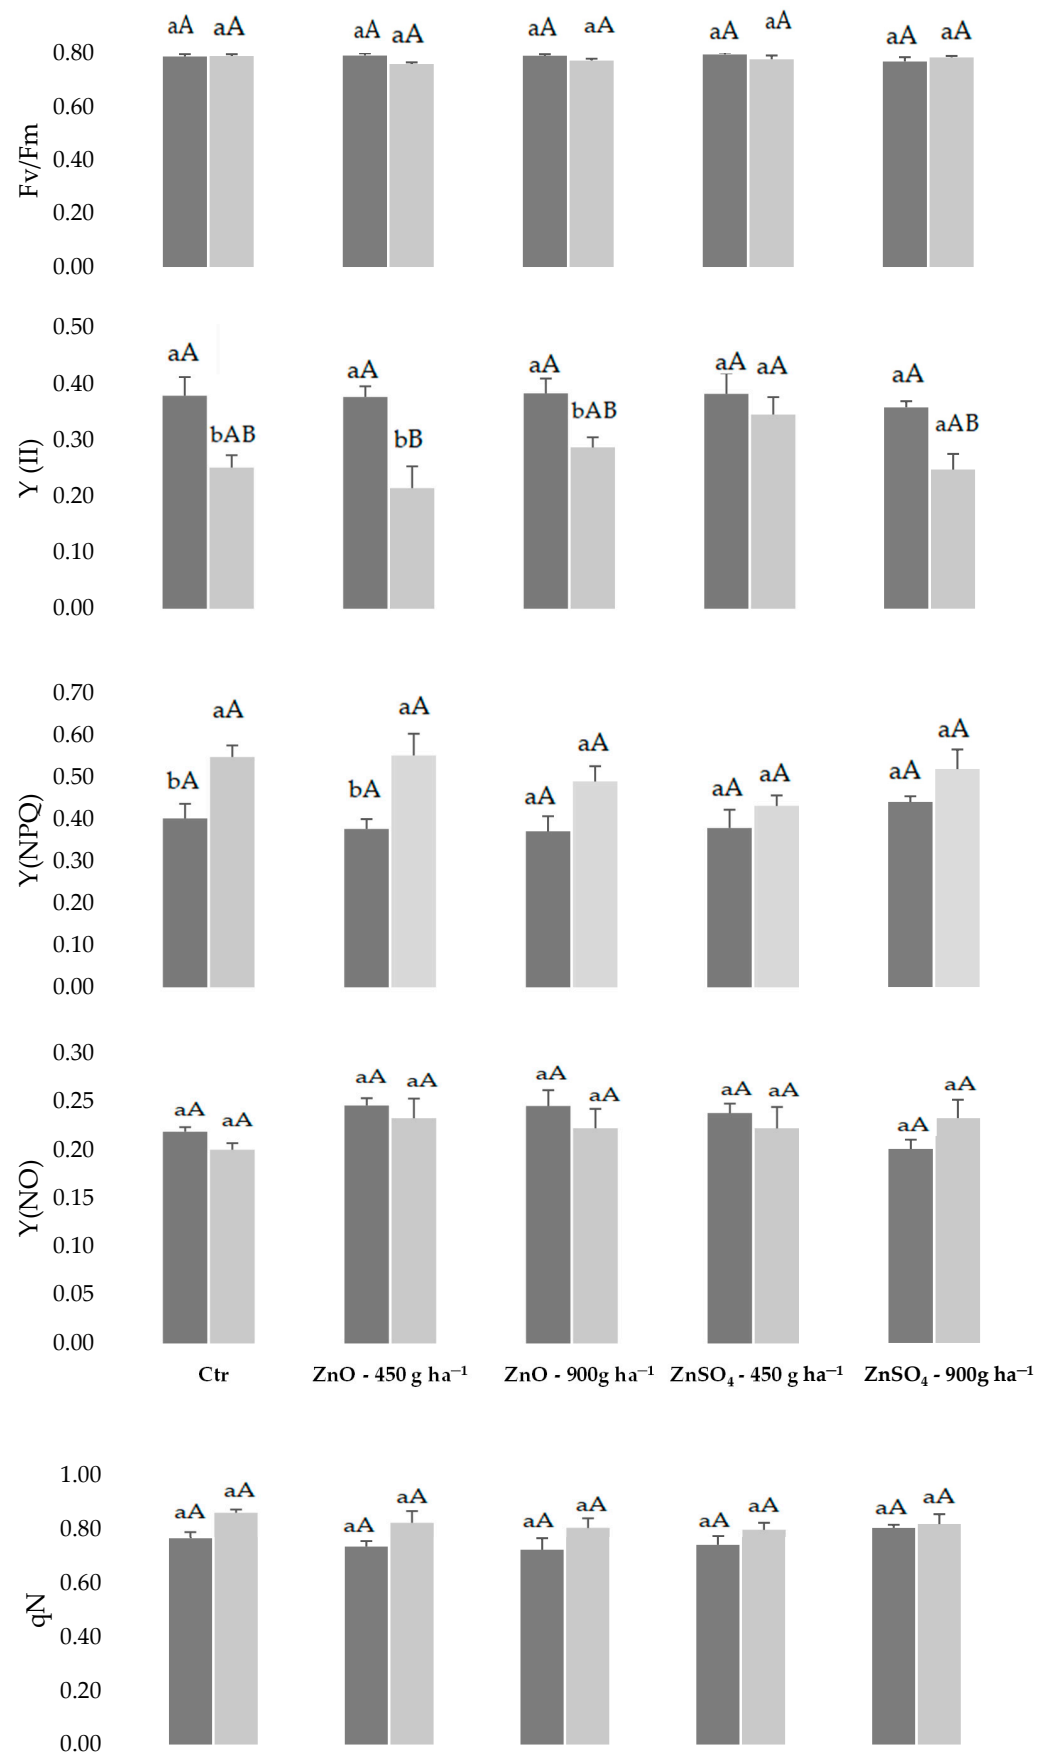 aA aA aA aA aA aA aA aA aA aA
0.80
0.60
0.40
0.20
0.00
Fv/Fm
0.50
0.40
0.30
0.20
0.10
0.00
Y (II)
aA bAB aA bB aA bAB aA aA aA aAB
0.70
0.60
0.50
0.40
0.30
0.20
0.10
0.00
Y(NPQ)
bA aA bA aA aA aA aA aA aA aA
0.30
0.25
0.20
0.15
0.10
0.05
0.00
Y(NO)
aA aA aA aA aA aA aA aA aA aA
Ctr ZnO - 450 g ha⁻¹ ZnO - 900g ha⁻¹ ZnSO₄ - 450 g ha⁻¹ ZnSO₄ - 900g ha⁻¹
1.00
0.80
0.60
0.40
0.20
0.00
qN
aA aA aA aA aA aA aA aA aA aA